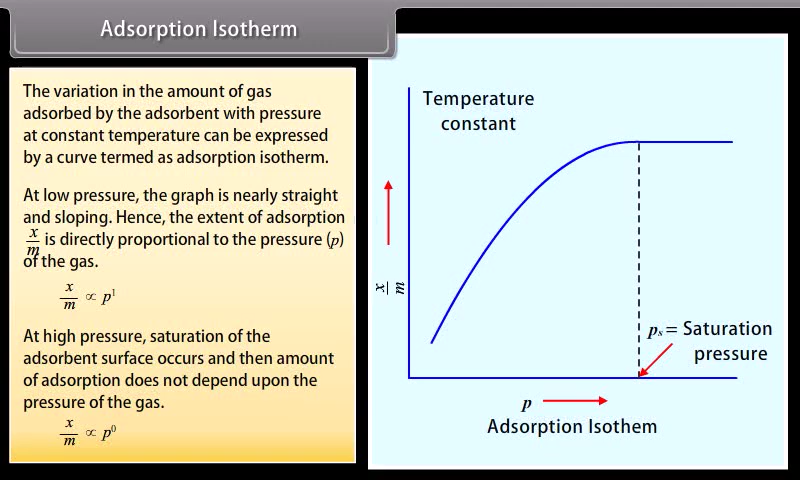 Adsorption Isotherm
The variation in the amount of gas
adsorbed by the adsorbent with pressure
at constant temperature can be expressed
by a curve termed as adsorption isotherm.
At low pressure, the graph is nearly straight
and sloping. Hence, the extent of adsorption
x/m is directly proportional to the pressure (p)
of the gas.
x/m ∝ p¹
At high pressure, saturation of the
adsorbent surface occurs and then amount
of adsorption does not depend upon the
pressure of the gas.
x/m ∝ p⁰
Temperature
constant
x/m
pₛ = Saturation
pressure
p
Adsorption Isothem